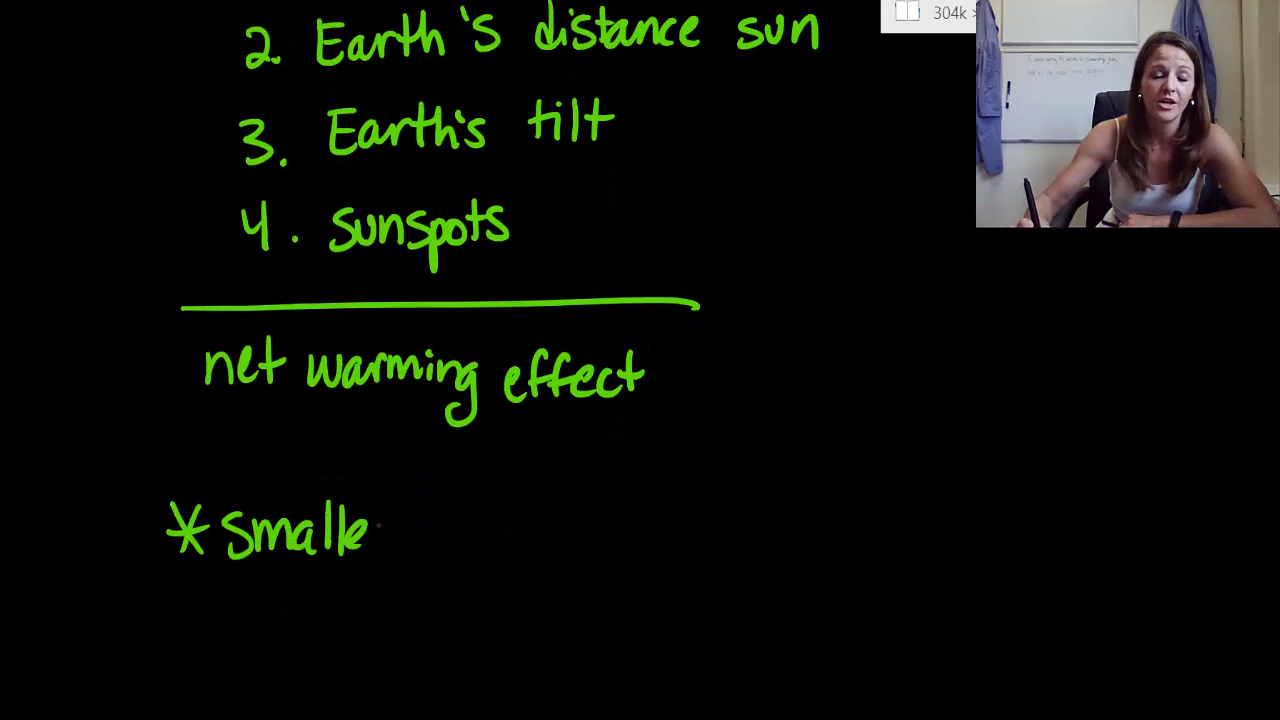 2. Earth's distance sun
304k
3. Earth's tilt
4. sunspots
net warming effect
* smalle